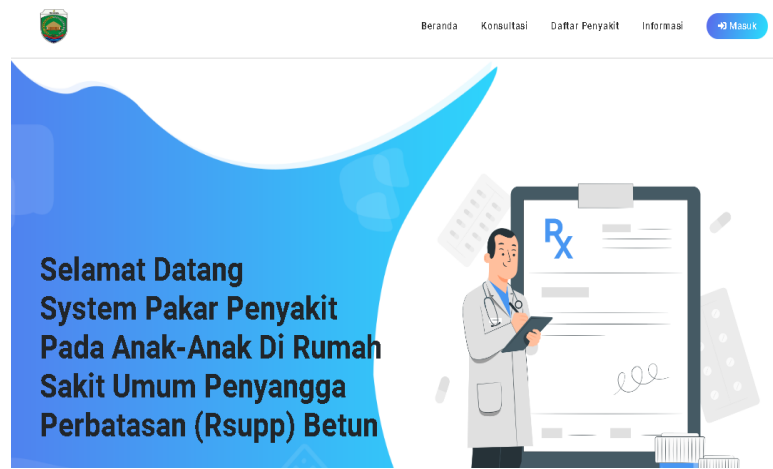 Beranda Konsultasi Daftar Penyakit Informasi Masuk
Selamat Datang
System Pakar Penyakit
Pada Anak-Anak Di Rumah
Sakit Umum Penyangga
Perbatasan (Rsupp) Betun
Rx